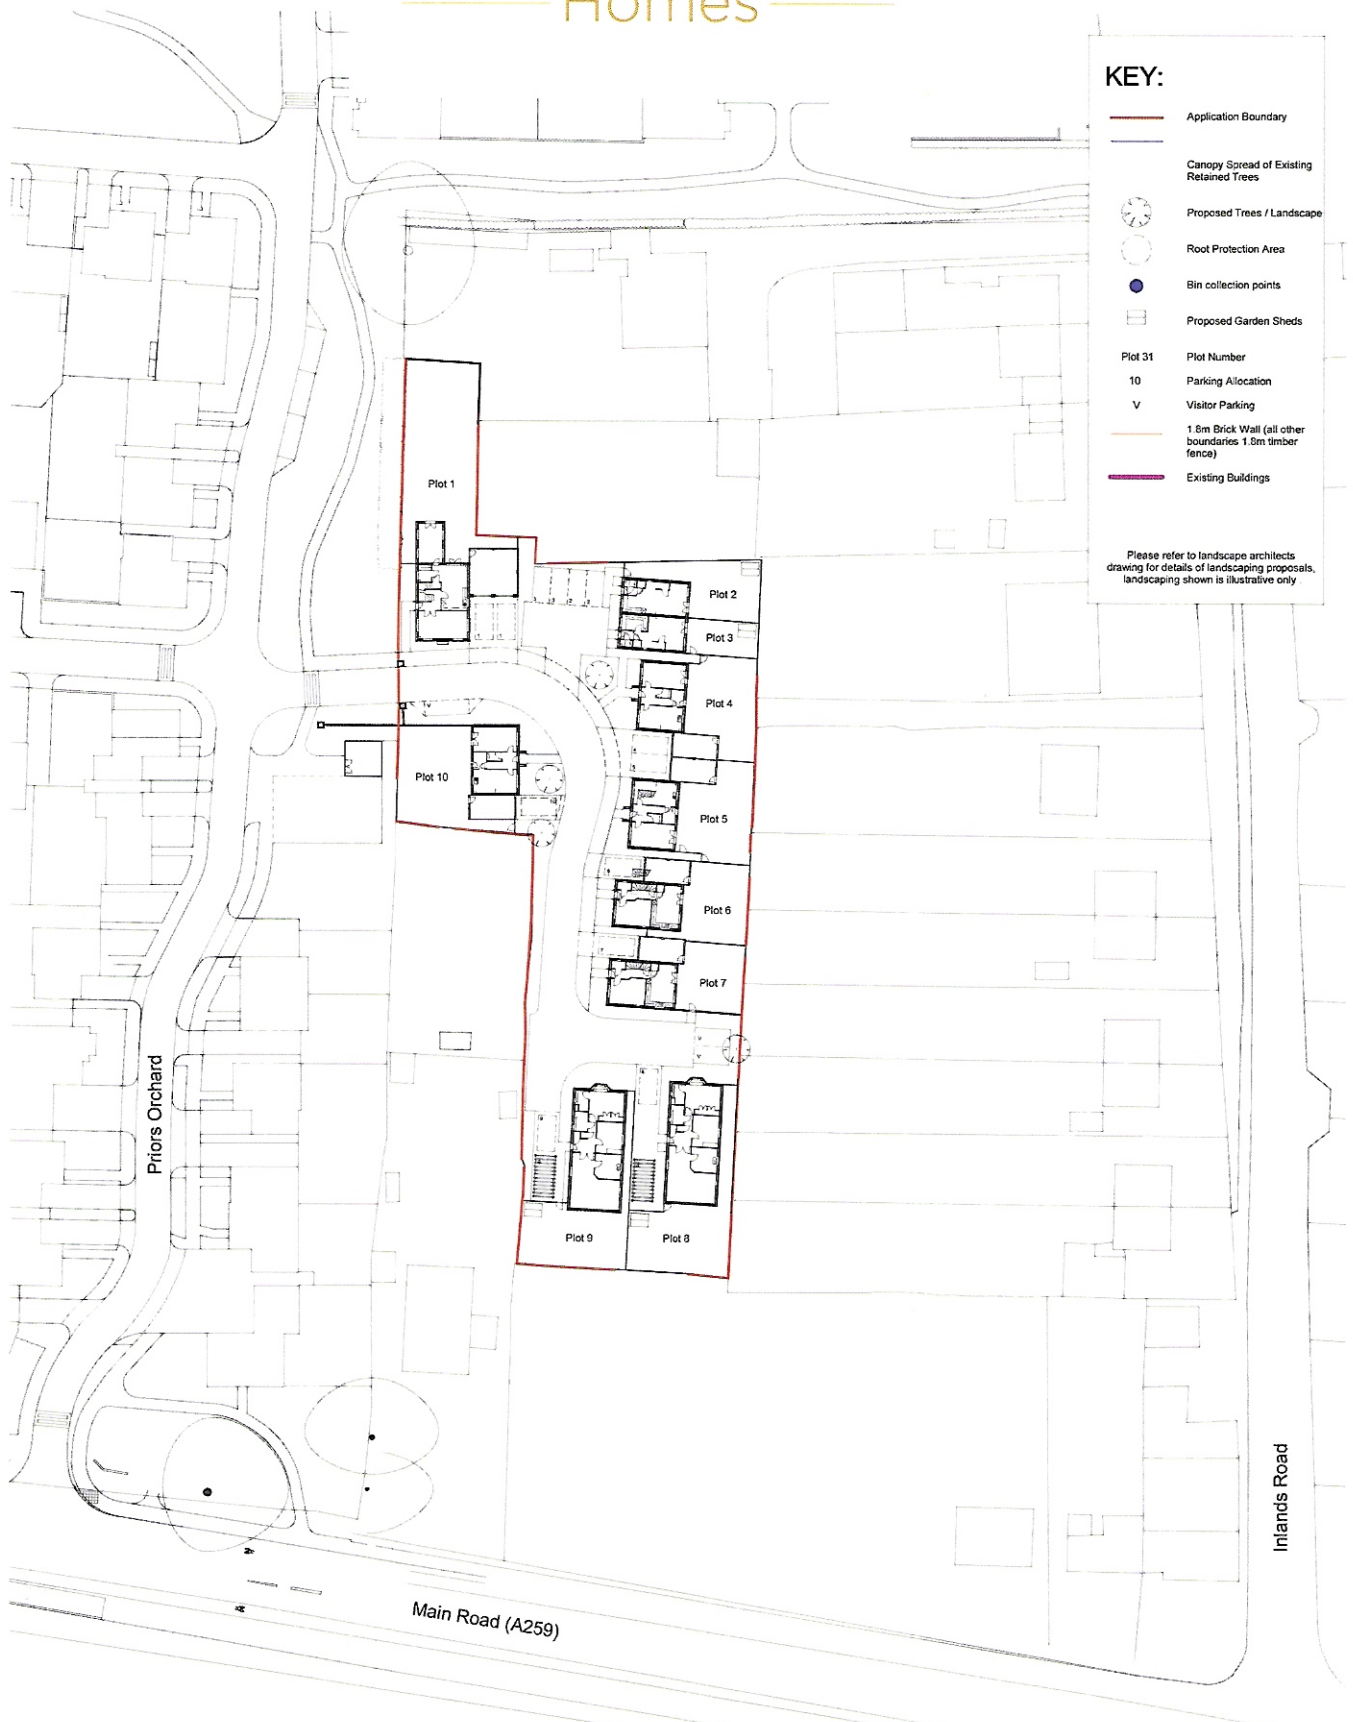 Homes
KEY:
Application Boundary
Canopy Spread of Existing
Retained Trees
Proposed Trees / Landscape
Root Protection Area
Bin collection points
Proposed Garden Sheds
Plot 31 Plot Number
10 Parking Allocation
V Visitor Parking
1.8m Brick Wall (all other
boundaries 1.8m timber
fence)
Existing Buildings
Please refer to landscape architects
drawing for details of landscaping proposals,
landscaping shown is illustrative only
Plot 1
Plot 2
Plot 3
Plot 4
Plot 10
Plot 5
Plot 6
Plot 7
Plot 9
Plot 8
Priors Orchard
Inlands Road
Main Road (A259)